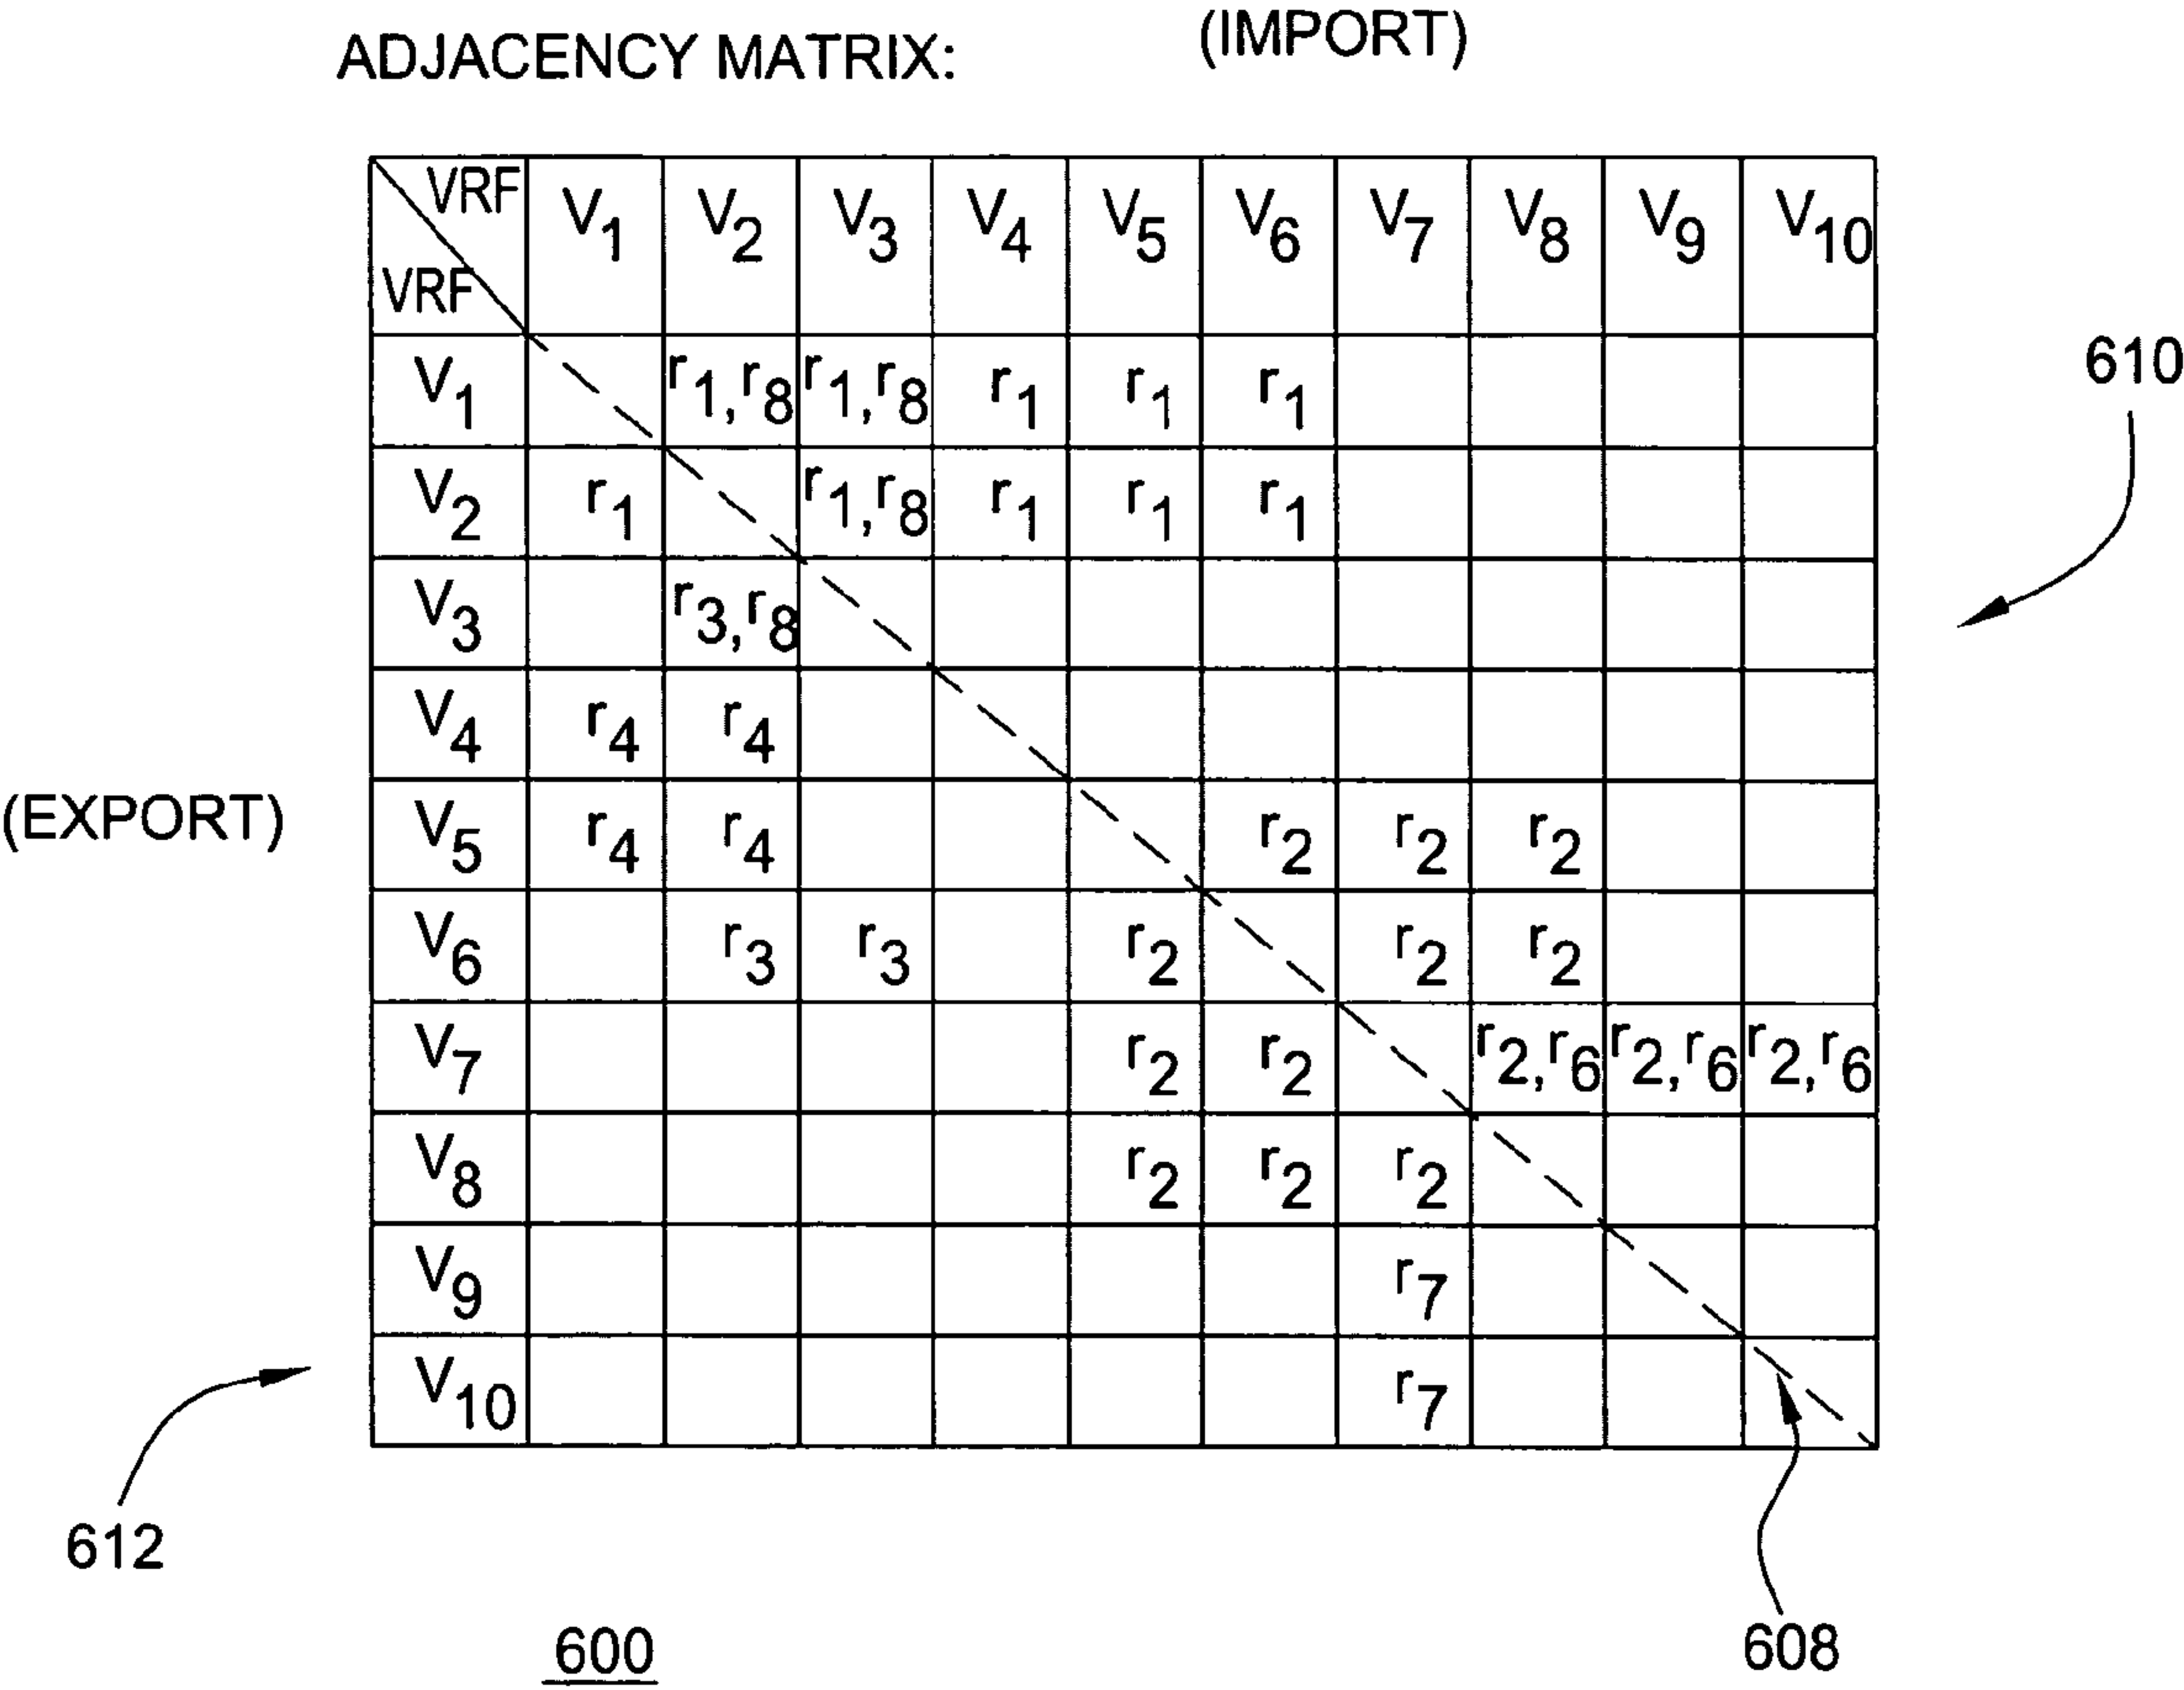 (IMPORT)
ADJACENCY MATRIX:
VRF VRF V1 V2 V3 V4 V5 V6 V7 V8 V9 V10
V1 r1,r8 r1,r8 r1 r1 r1
610
V2 r1 r1,r8 r1 r1 r1
V3 r3,r8
V4 r4 r4
(EXPORT)
V5 r4 r4 r2 r2 r2
V6 r3 r3 r2 r2 r2
V7 r2 r2 r2,r6 r2,r6 r2,r6
V8 r2 r2 r2
V9 r7
V10 r7
612
608
600